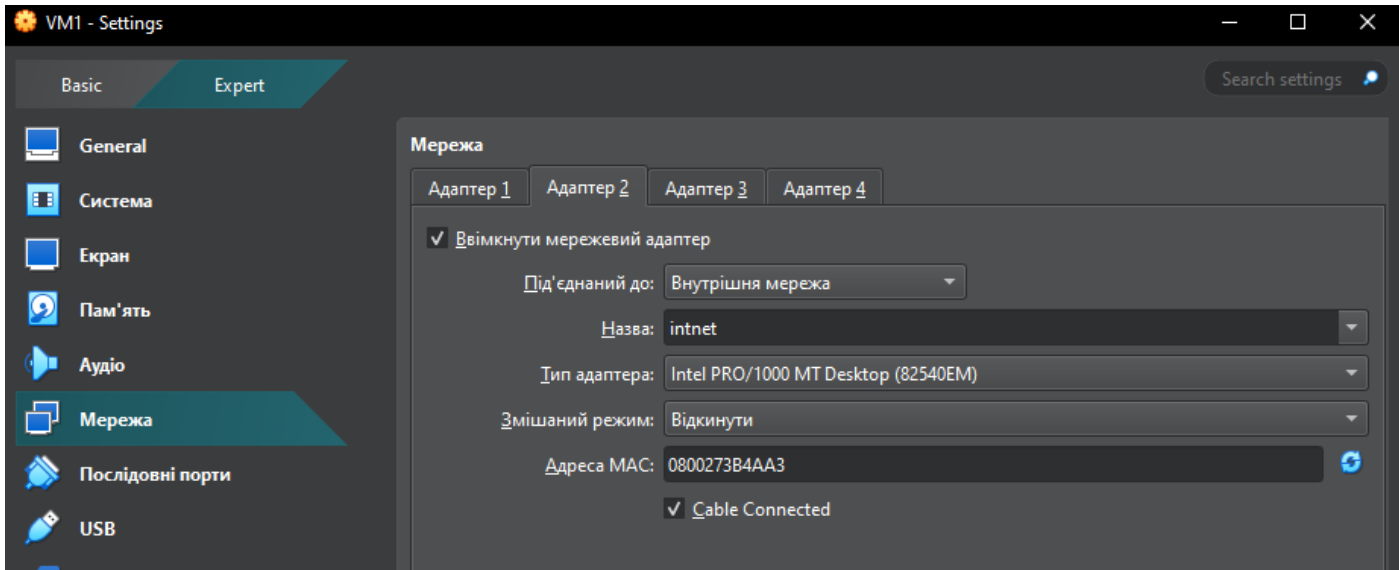 VM1 - Settings
Basic Expert Search settings
General
Система
Екран
Пам'ять
Аудіо
Мережа
Послідовні порти
USB
Мережа
Адаптер 1 Адаптер 2 Адаптер 3 Адаптер 4
Ввімкнути мережевий адаптер
Під'єднаний до: Внутрішня мережа
Назва: intnet
Тип адаптера: Intel PRO/1000 MT Desktop (82540EM)
Змішаний режим: Відкинути
Адреса MAC: 0800273B4AA3
Cable Connected